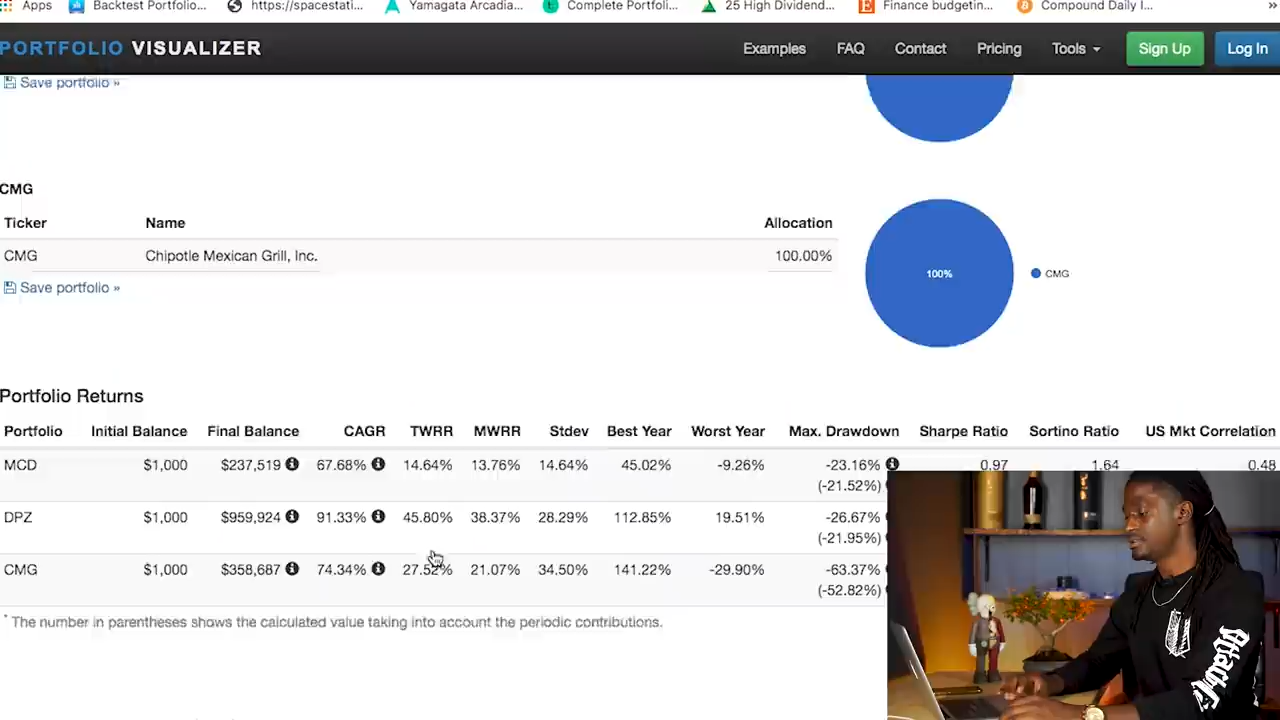 Apps Backtest Portfolio... https://spacestati... Yamagata Arcadia... Complete Portfoli... 25 High Dividend... Finance budgetin... Compound Daily I... »
PORTFOLIO VISUALIZER Examples FAQ Contact Pricing Tools Sign Up Log In
Save portfolio »
CMG
Ticker Name Allocation
CMG Chipotle Mexican Grill, Inc. 100.00%
100% CMG
Save portfolio »
Portfolio Returns
Portfolio Initial Balance Final Balance CAGR TWRR MWRR Stdev Best Year Worst Year Max. Drawdown Sharpe Ratio Sortino Ratio US Mkt Correlation
MCD $1,000 $237,519 67.68% 14.64% 13.76% 14.64% 45.02% -9.26% -23.16% 0.97 1.64 0.48
(-21.52%)
DPZ $1,000 $959,924 91.33% 45.80% 38.37% 28.29% 112.85% 19.51% -26.67%
(-21.95%)
CMG $1,000 $358,687 74.34% 27.52% 21.07% 34.50% 141.22% -29.90% -63.37%
(-52.82%)
* The number in parentheses shows the calculated value taking into account the periodic contributions.